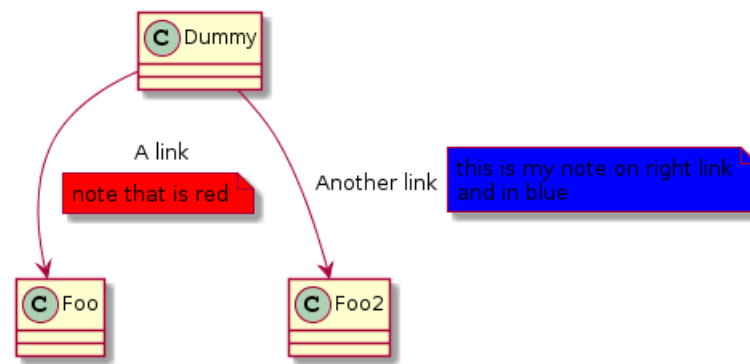 C Dummy
A link
note that is red
Another link
this is my note on right link
and in blue
C Foo
C Foo2